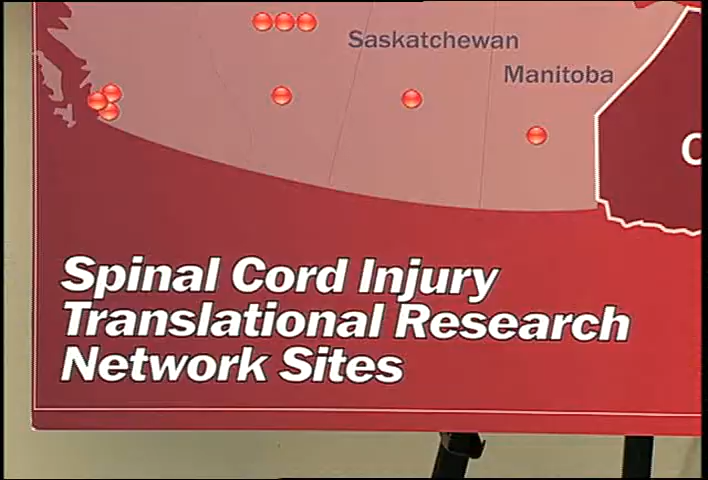 Saskatchewan
Manitoba
Spinal Cord Injury
Translational Research
Network Sites